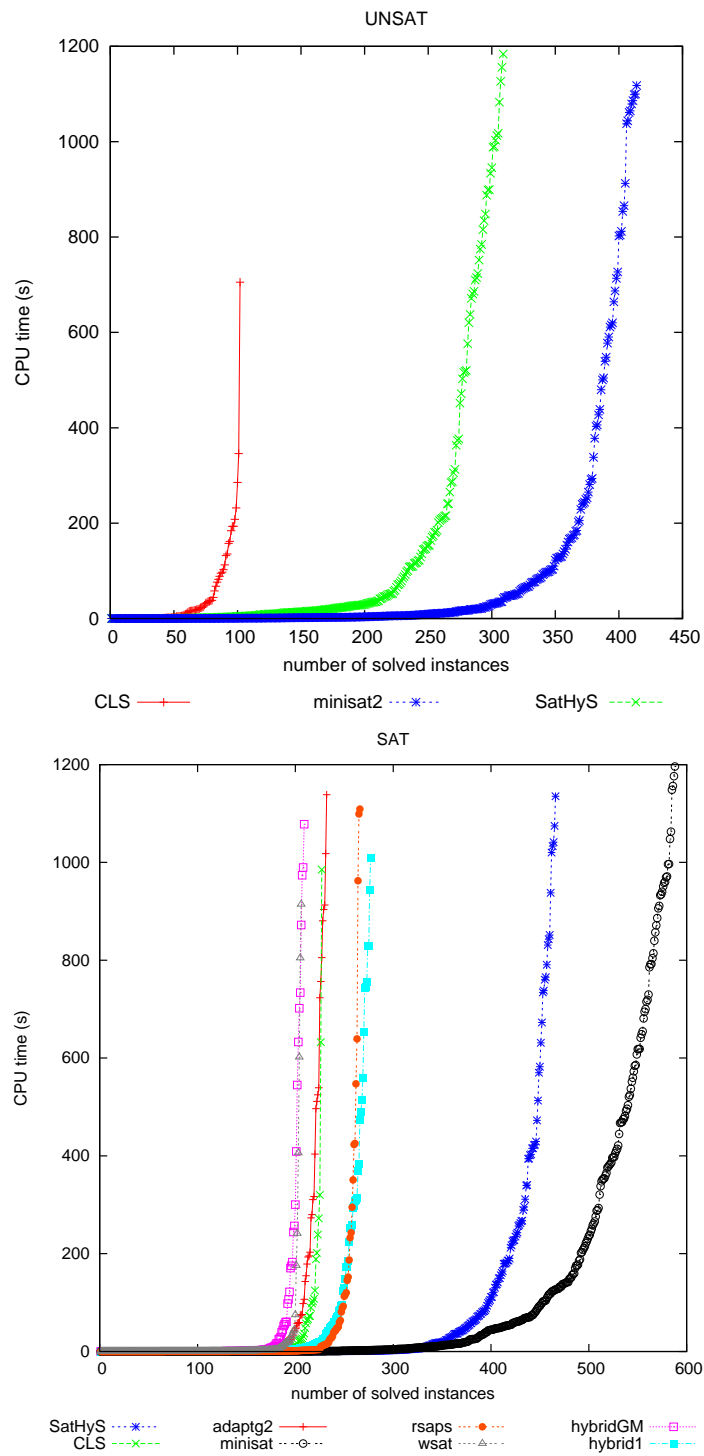 UNSAT
1200
1000
800
600
400
200
0
CPU time (s)
0 50 100 150 200 250 300 350 400 450
number of solved instances
CLS minisat2 SatHyS
SAT
1200
1000
800
600
400
200
0
CPU time (s)
0 100 200 300 400 500 600
number of solved instances
SatHyS adaptg2 rsaps hybridGM
CLS minisat wsat hybrid1